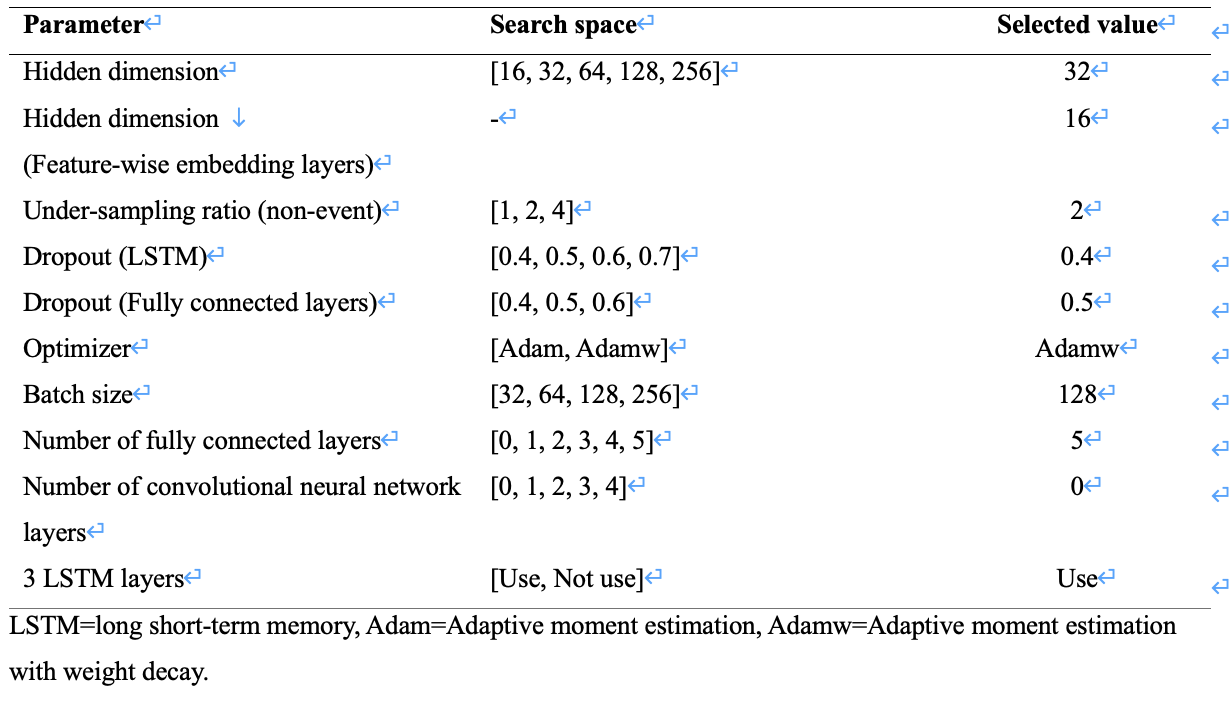 Parameter Search space Selected value
Hidden dimension [16, 32, 64, 128, 256] 32
Hidden dimension ↓ - 16
(Feature-wise embedding layers)
Under-sampling ratio (non-event) [1, 2, 4] 2
Dropout (LSTM) [0.4, 0.5, 0.6, 0.7] 0.4
Dropout (Fully connected layers) [0.4, 0.5, 0.6] 0.5
Optimizer [Adam, Adamw] Adamw
Batch size [32, 64, 128, 256] 128
Number of fully connected layers [0, 1, 2, 3, 4, 5] 5
Number of convolutional neural network [0, 1, 2, 3, 4] 0
layers
3 LSTM layers [Use, Not use] Use
LSTM=long short-term memory, Adam=Adaptive moment estimation, Adamw=Adaptive moment estimation
with weight decay.